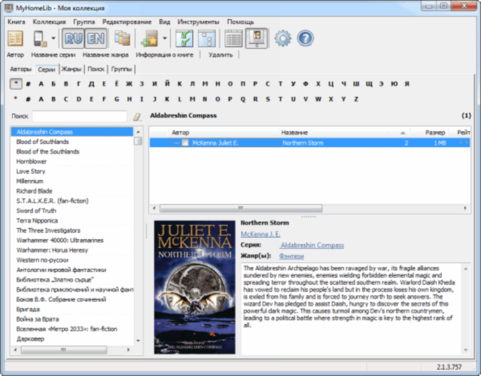 MyHomeLib - Моя коллекция
Книга Коллекция Группа Редактирование Вид Инструменты Помощь
RU EN
Автор Название серии Название жанра Информация о книге Удалить
Авторы Серии Жанры Поиск Группы
* # А Б В Г Д Е Ё Ж З И Й К Л М Н О П Р С Т У Ф Х Ц Ч Ш Щ Э Ю Я
* # A B C D E F G H I J K L M N O P Q R S T U V W X Y Z
Поиск
Aldabreshin Compass (1)
Aldabreshin Compass
Blood of Seelands
Blood of the Southlands
Hornblower
Love Story
Millennium
Richard Blade
S.T.A.L.K.E.R. (fan-fiction)
Sword of Truth
Terra Nipponica
The Three Investigators
Warhammer 40000: Ultramarines
Warhammer: Horus Heresy
Western по-русски
Антологии мировой фантастики
Библиотека "Златно сърце"
Библиотека приключений и научной фант
Боков В.Ф. Собрание сочинений
Бригада
Война за Врата
Вселенная «Метро 2033»: fan-fiction
Дарковер
Автор Название Размер Рейт
McKenna Juliet E. Northern Storm 2 1 МБ
JULIET E.
MCKENNA
NORTHERN STORM
Northern Storm
McKenna J. E.
Серия: Aldabreshin Compass
Жанр(ы): Фэнтези
The Aldabreshin Archipelago has been ravaged by war, its fragile alliances
sundered by new enemies, enemies wielding forbidden elemental magic and
spreading terror throughout the scattered southern realm. Warlord Daish Kheda
has vowed to reclaim his people's land but in the process loses his own kingdom,
is exiled from his family and is forced to journey north to seek answers. The
wizard Dev has pledged to assist Daish, hungry to discover the secrets of this
powerful dark magic. This causes turmoil among Dev's northern countrymen,
leading to a political battle where strength in magic is key to the highest rank of
all.
2.1.3.757